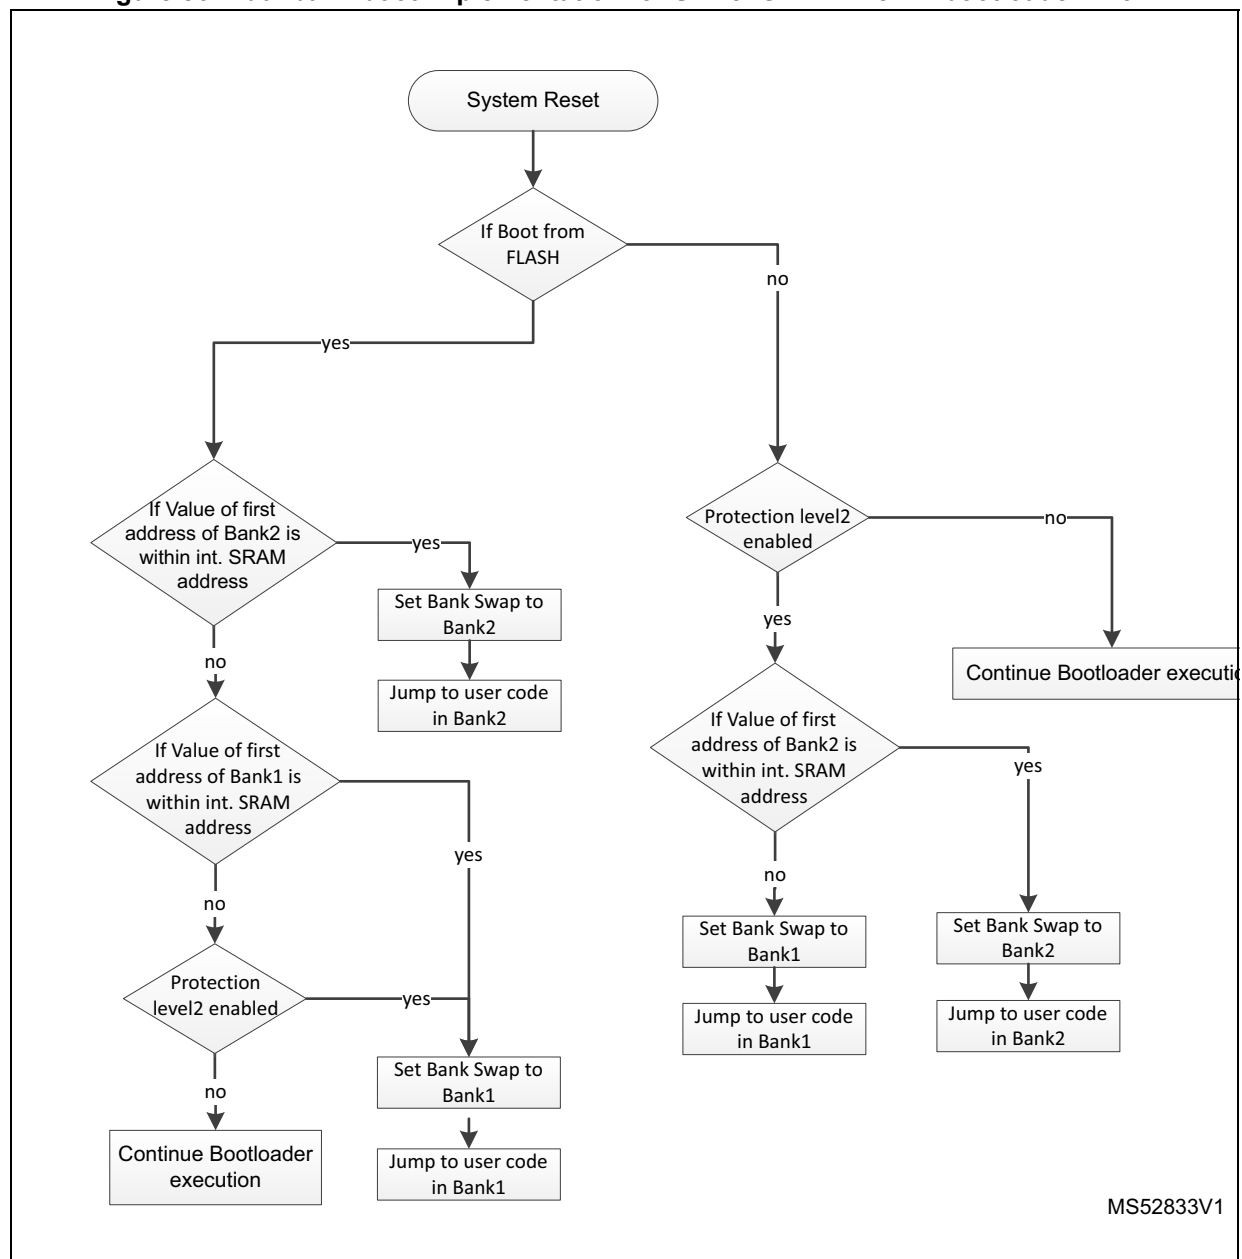 System Reset
If Boot from
FLASH
no
yes
If Value of first
address of Bank2 is
within int. SRAM
address
yes
Set Bank Swap to
Bank2
Jump to user code
in Bank2
no
If Value of first
address of Bank1 is
within int. SRAM
address
yes
no
Protection
level2 enabled
yes
Set Bank Swap to
Bank1
Jump to user code
in Bank1
no
Continue Bootloader
execution
Protection level2
enabled
no
Continue Bootloader
yes
If Value of first
address of Bank2 is
within int. SRAM
address
yes
no
Set Bank Swap to
Bank1
Jump to user code
in Bank1
Set Bank Swap to
Bank2
Jump to user code
in Bank2
MS52833V1